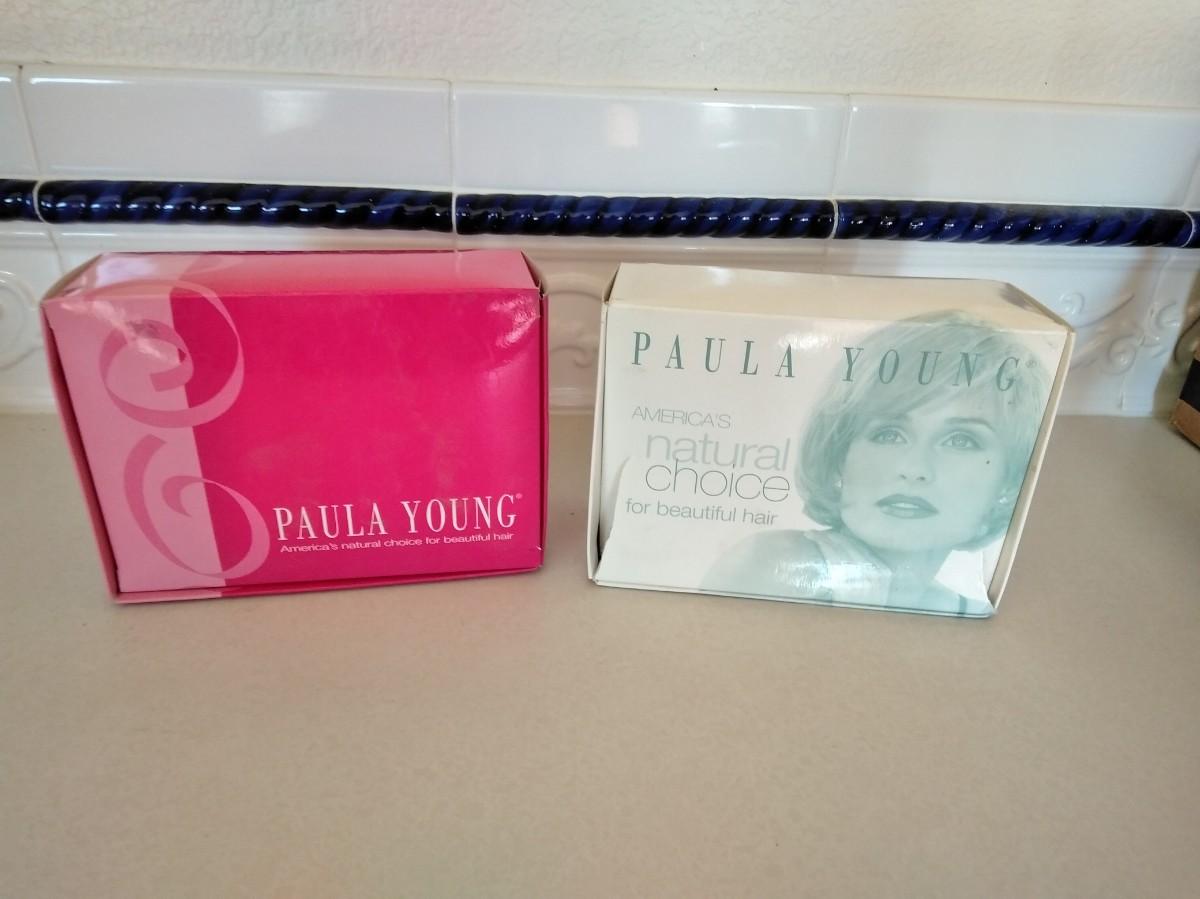 PAULA YOUNG®
America's natural choice for beautiful hair
PAULA YOUNG®
AMERICA'S
natural
choice
for beautiful hair